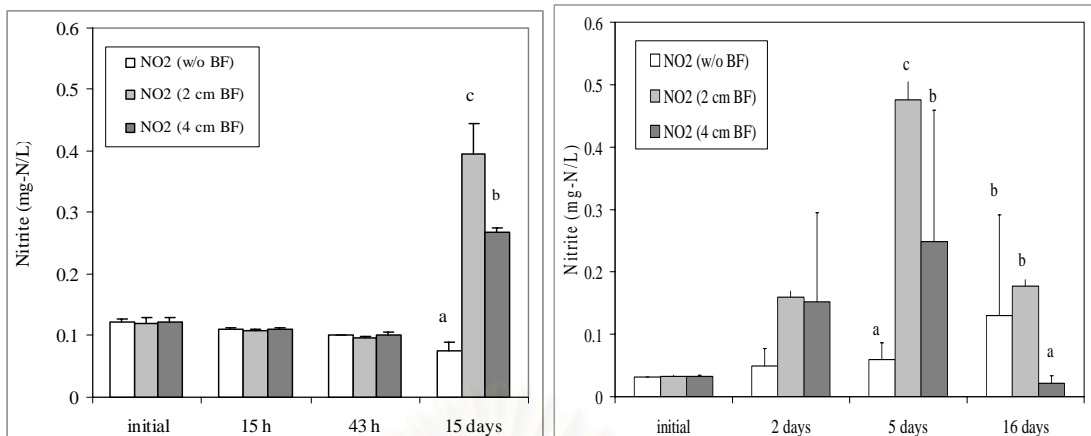 0.6
0.5
0.4
0.3
0.2
0.1
0
Nitrite (mg-N/L)
NO2 (w/o BF)
NO2 (2 cm BF)
NO2 (4 cm BF)
c
b
a
initial 15 h 43 h 15 days
0.6
0.5
0.4
0.3
0.2
0.1
0
Nitrite (mg-N/L)
NO2 (w/o BF)
NO2 (2 cm BF)
NO2 (4 cm BF)
c
b
a
b
b
a
initial 2 days 5 days 16 days